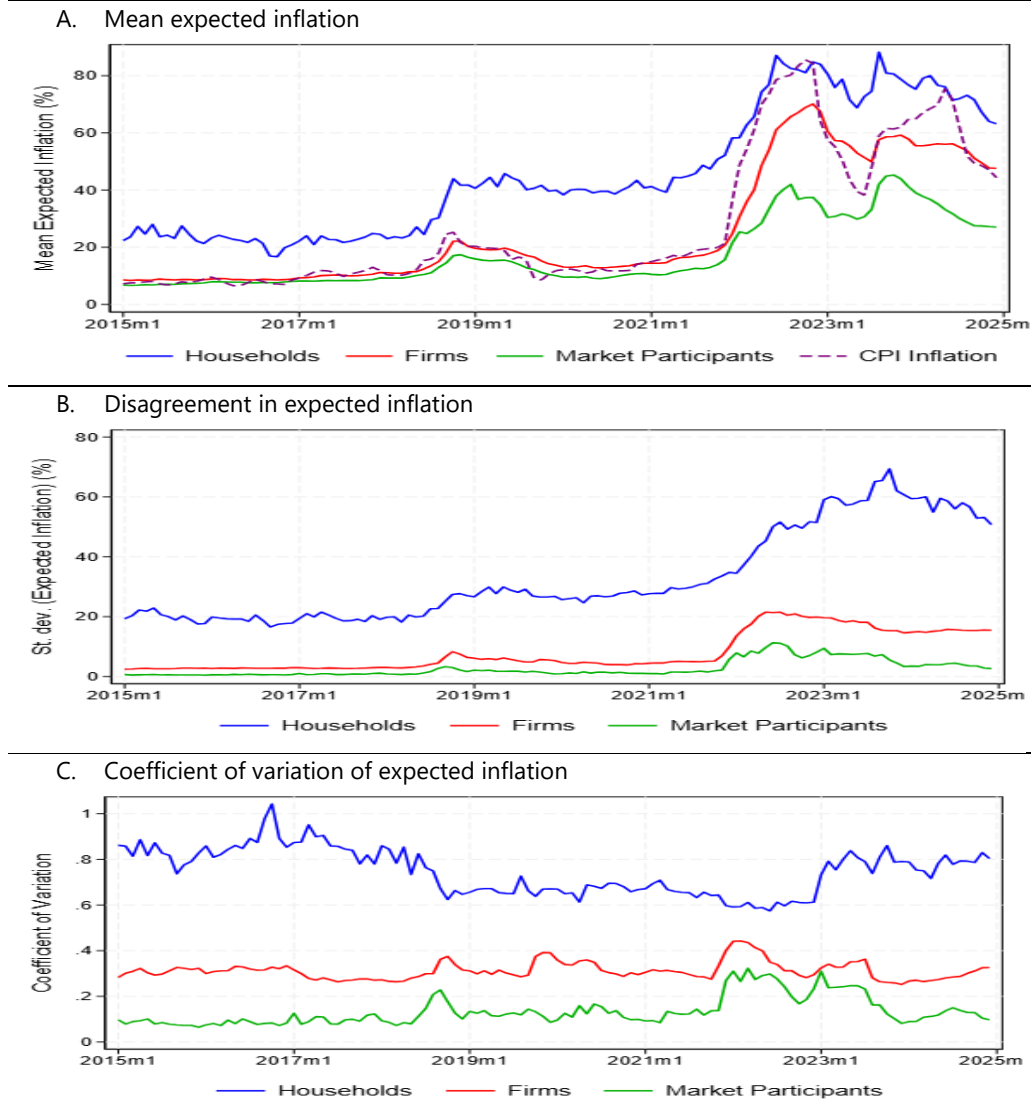 A. Mean expected inflation
Mean Expected Inflation (%)
80
60
40
20
0
2015m1 2017m1 2019m1 2021m1 2023m1 2025m
Households Firms Market Participants CPI Inflation
B. Disagreement in expected inflation
St. dev. (Expected Inflation) (%)
80
60
40
20
0
2015m1 2017m1 2019m1 2021m1 2023m1 2025m
Households Firms Market Participants
C. Coefficient of variation of expected inflation
Coefficient of Variation
1
.8
.6
.4
.2
0
2015m1 2017m1 2019m1 2021m1 2023m1 2025m
Households Firms Market Participants